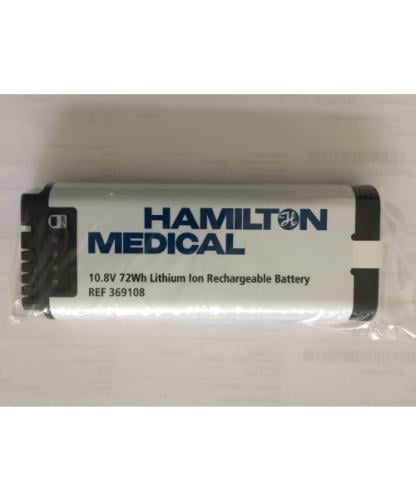 HAMILTON
MEDICAL
10.8V 72Wh Lithium Ion Rechargeable Battery
REF 369108